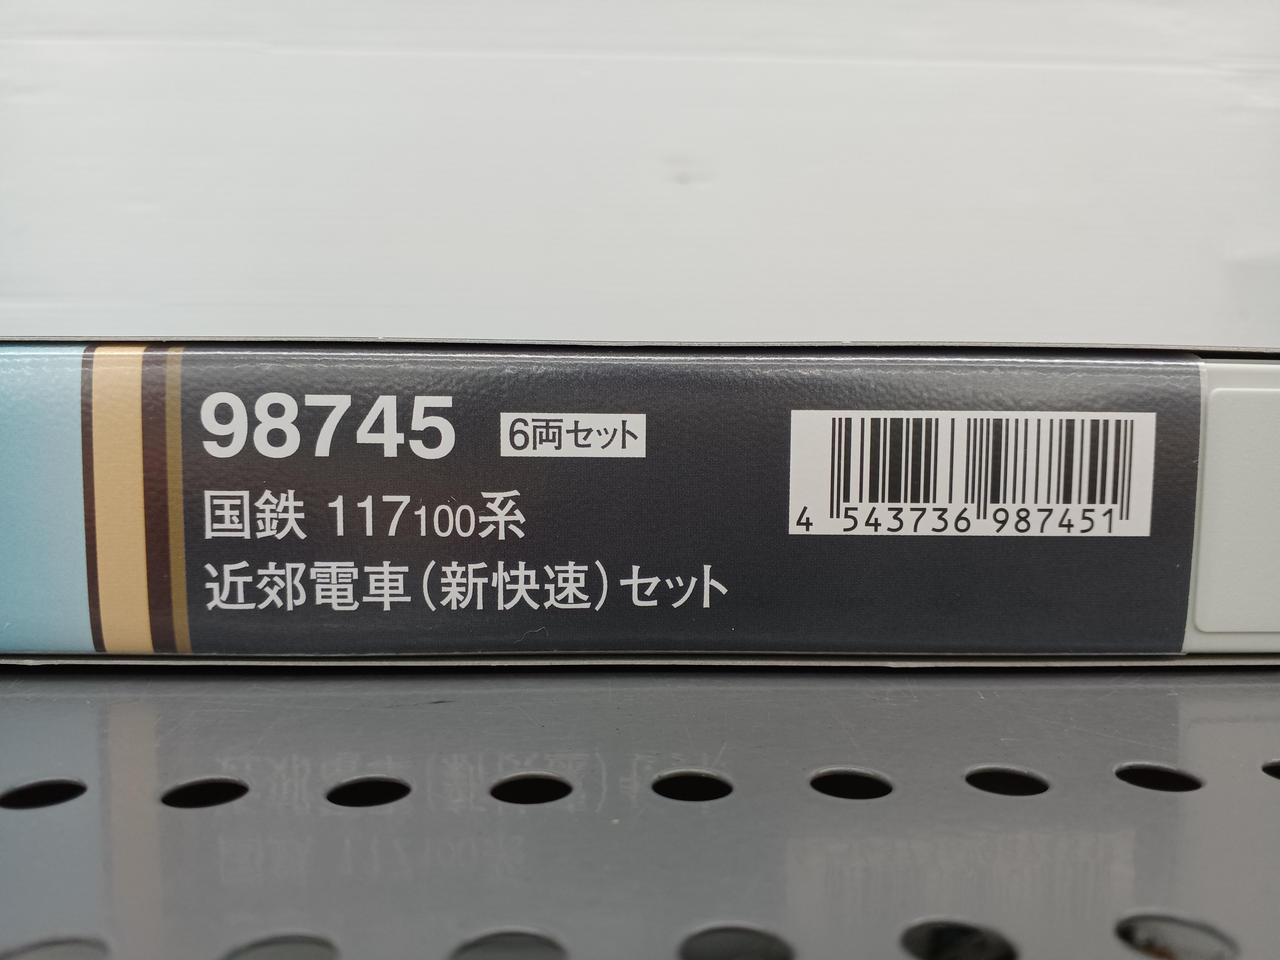 98745 6両セット
国鉄 117100系
近郊電車(新快速)セット
4 543736 987451